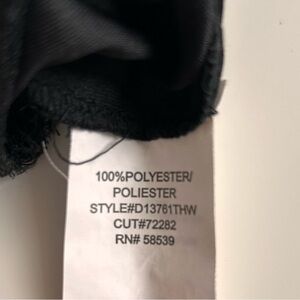 100%POLYESTER/
POLIESTER
STYLE#D13761THW
CUT#72282
RN# 58539